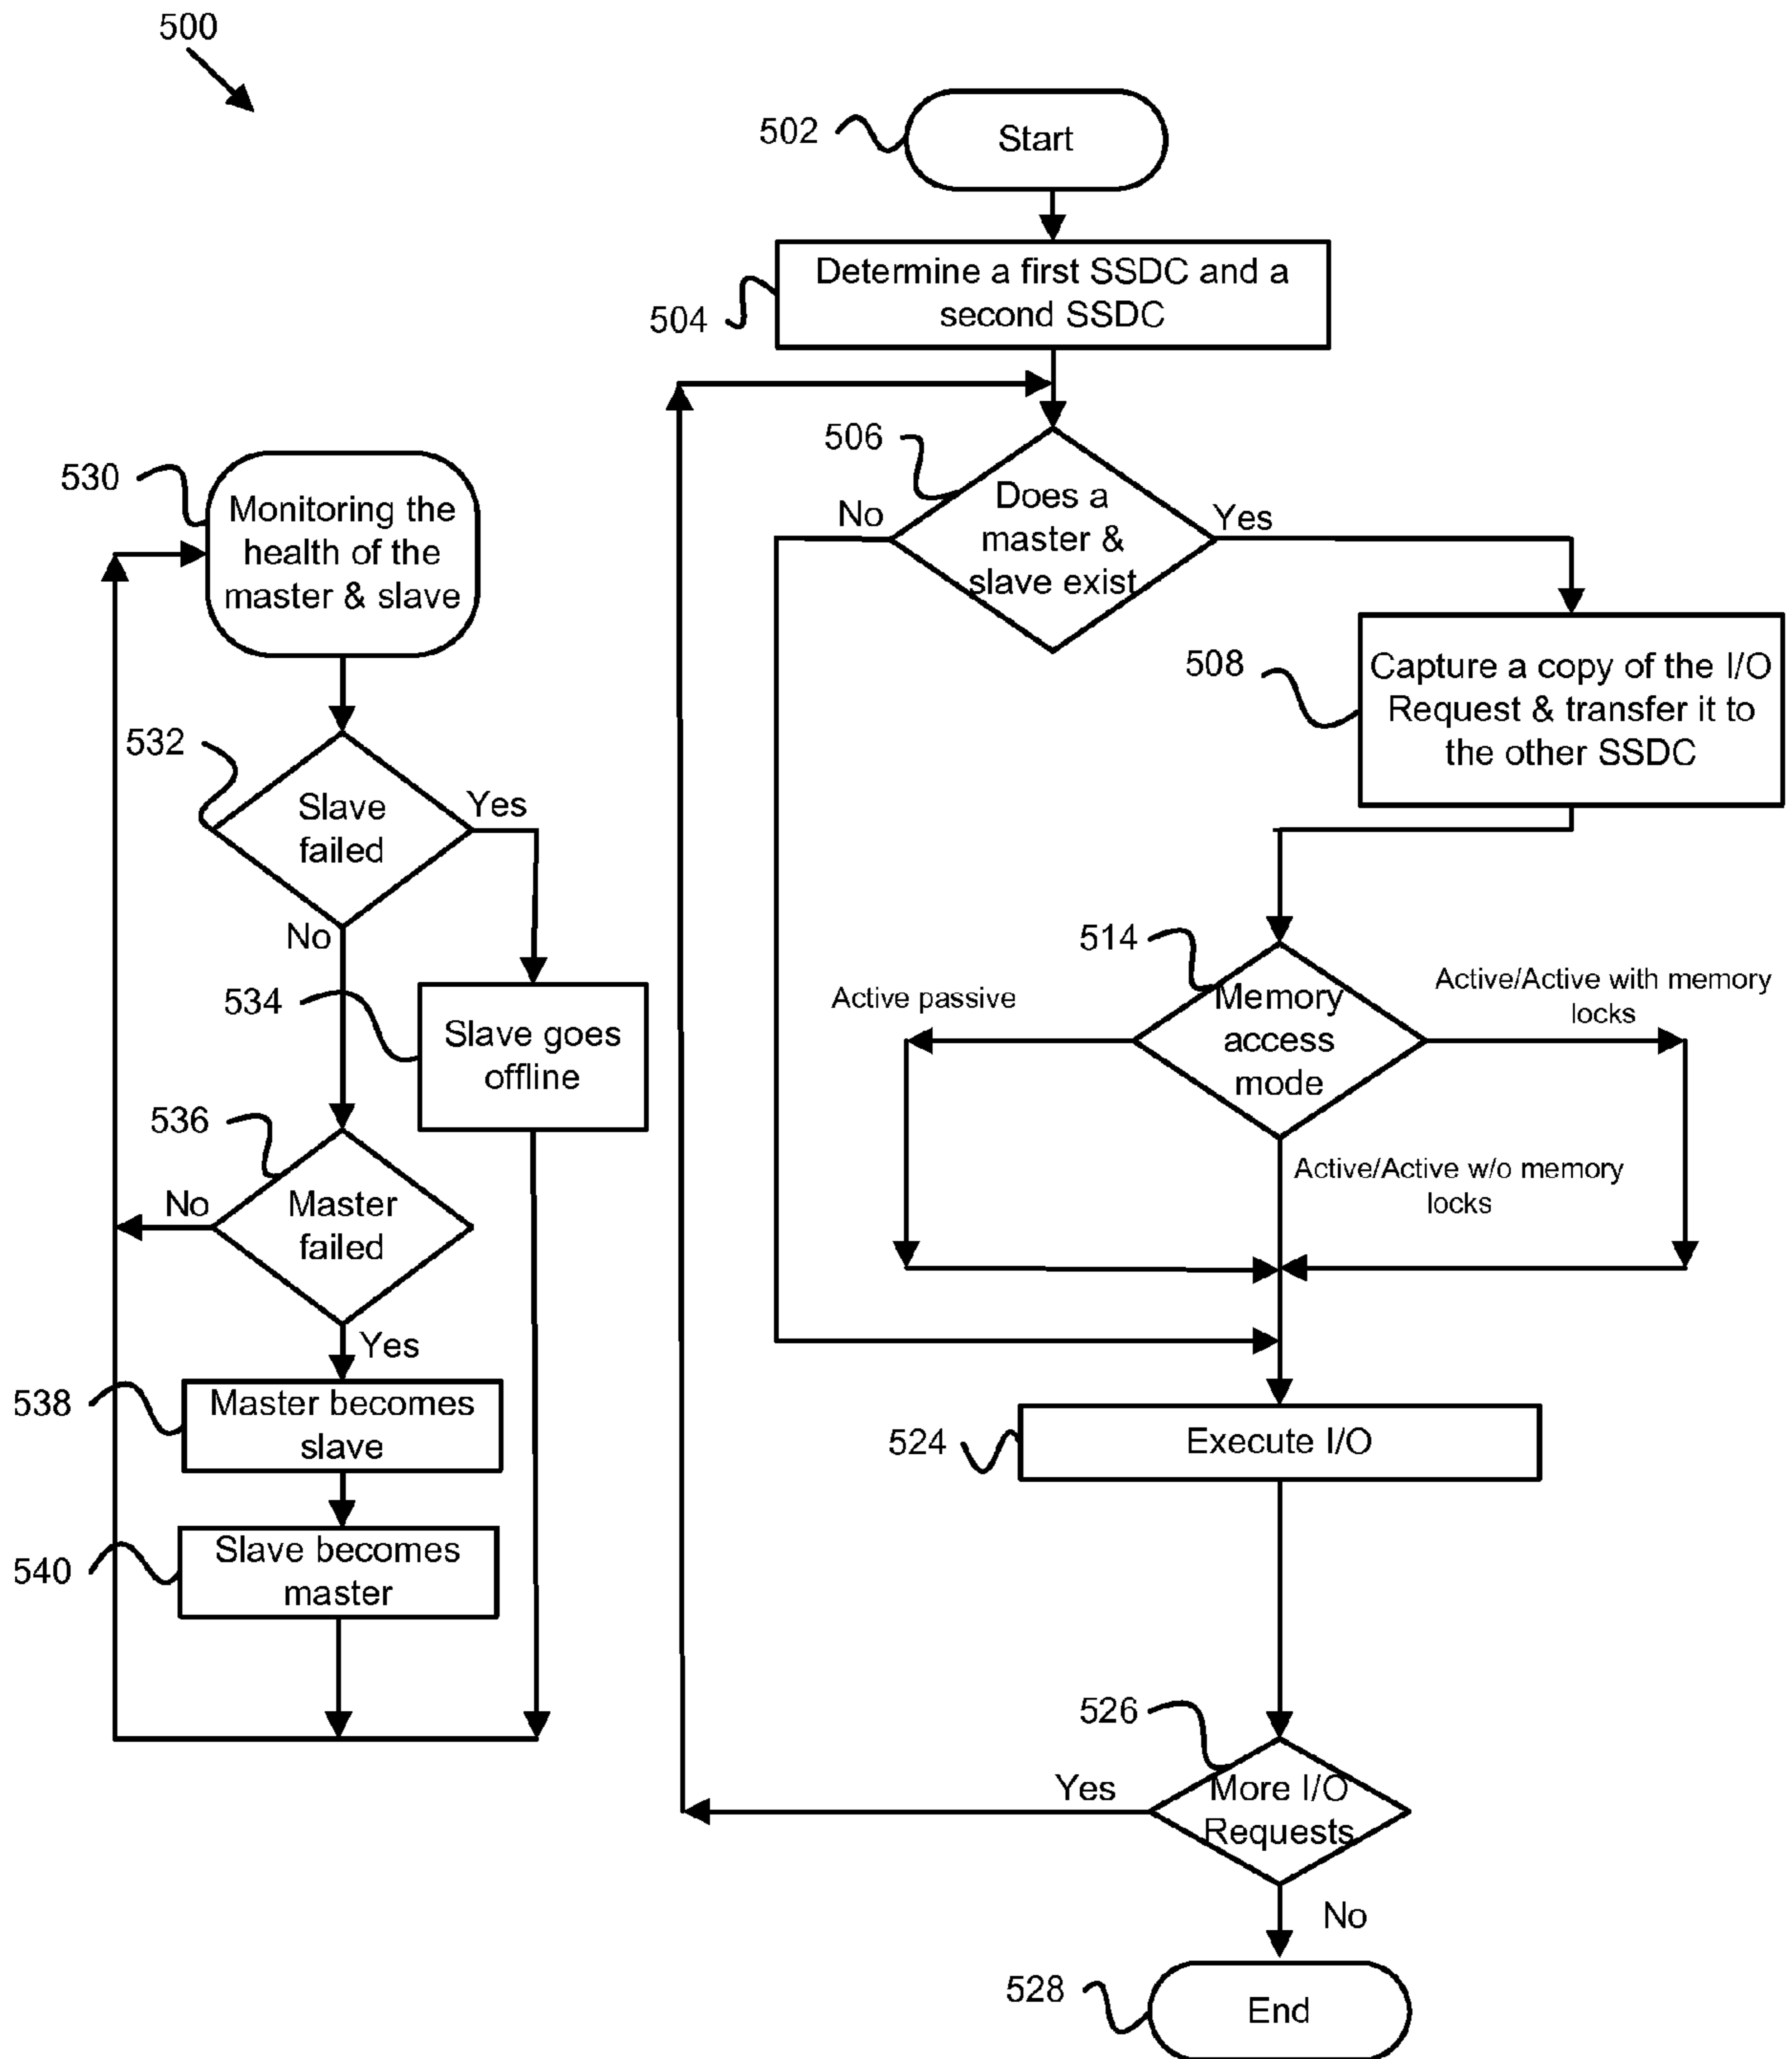 500
502
Start
504
Determine a first SSDC and a
second SSDC
506
Does a
master &
slave exist
No
Yes
508
Capture a copy of the I/O
Request & transfer it to
the other SSDC
514
Memory
access
mode
Active passive
Active/Active with memory
locks
Active/Active w/o memory
locks
524
Execute I/O
526
More I/O
Requests
Yes
No
528
End
530
Monitoring the
health of the
master & slave
532
Slave
failed
Yes
No
534
Slave goes
offline
536
Master
failed
No
Yes
538
Master becomes
slave
540
Slave becomes
master